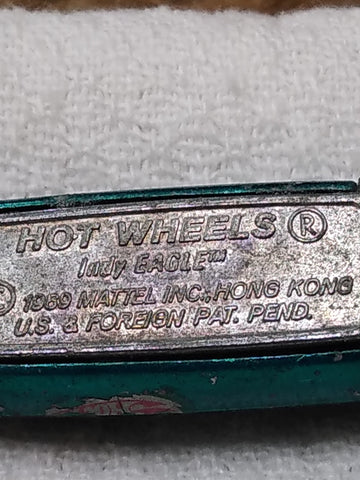 HOT WHEELS ®
Indy EAGLE™
© 1969 MATTEL INC., HONG KONG
U.S. & FOREIGN PAT. PEND.